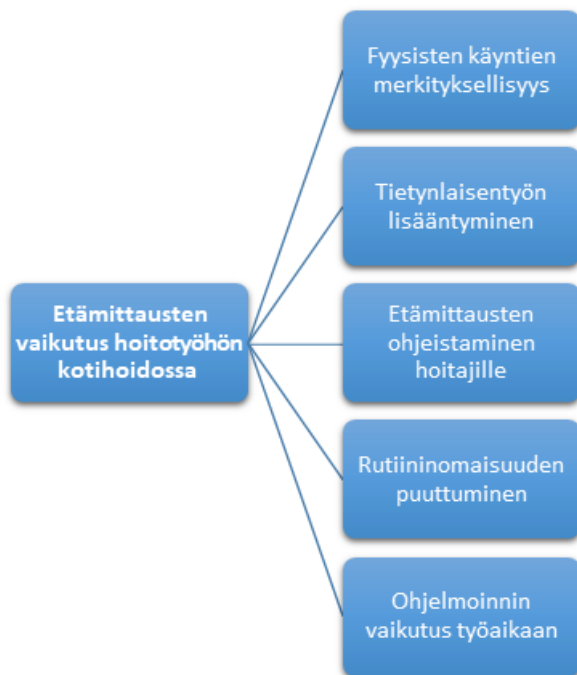 Fyysisten käyntien
merkityksellisyys
Tietynlaisentyön
lisääntyminen
Etämittausten
vaikutus hoitotyöhön
kotihoidossa
Etämittausten
ohjeistaminen
hoitajille
Rutiininomaisuuden
puuttuminen
Ohjelmoinnin
vaikutus työaikaan